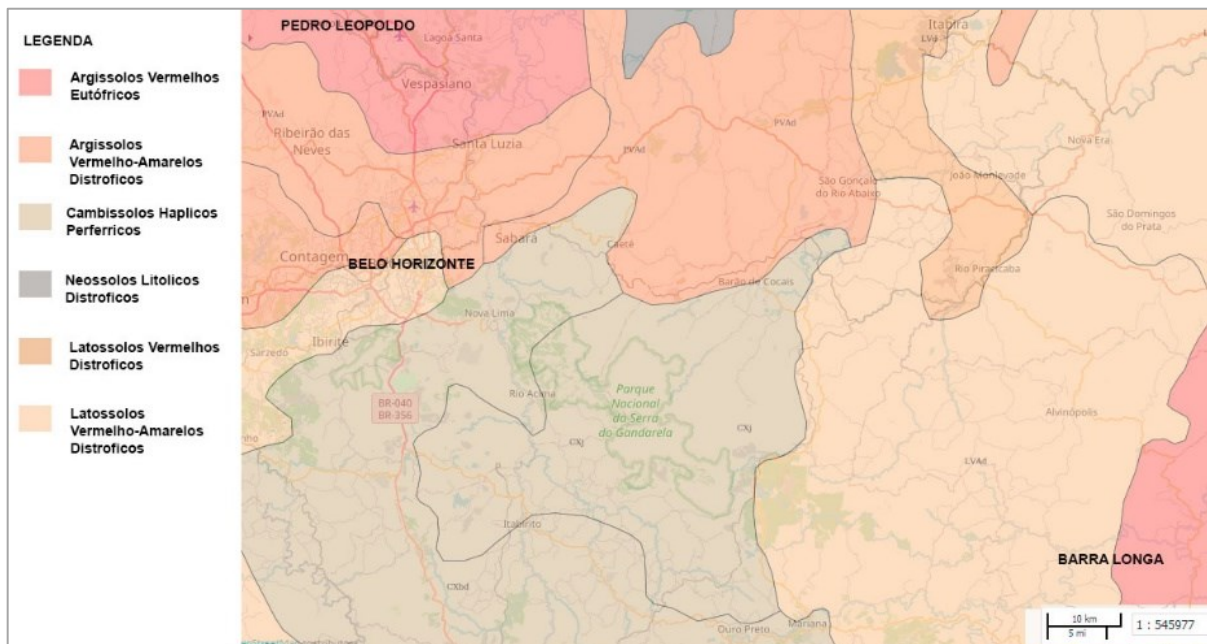 LEGENDA
Argissolos Vermelhos
Eutóficos
Argissolos
Vermelho-Amarelos
Distroficos
Cambissolos Haplicos
Perferricos
Neossolos Litolicos
Distroficos
Latossolos Vermelhos
Distroficos
Latossolos
Vermelho-Amarelos
Distroficos
PEDRO LEOPOLDO
Lagoa Santa
Vespasiano
PVAd
Ribeirão das
Neves
Santa Luzia
PVAd
PVAd
Itabira
LVd
Nova Era
São Gonçalo
do Rio Abaixo
João Monlevade
São Domingos
do Prata
Contagem
BELO HORIZONTE
Sabará
Caeté
Barão de Cocais
Rio Piracicaba
Nova Lima
Ibirité
Sarzedo
BR-040
BR-356
Rio Acima
Parque
Nacional
da Serra
do Gandarela
CXj
CXj
Alvinópolis
LVAd
Itabirito
CXbd
BARRA LONGA
Ouro Preto
Mariana
10 km
5 mi
1 : 545977